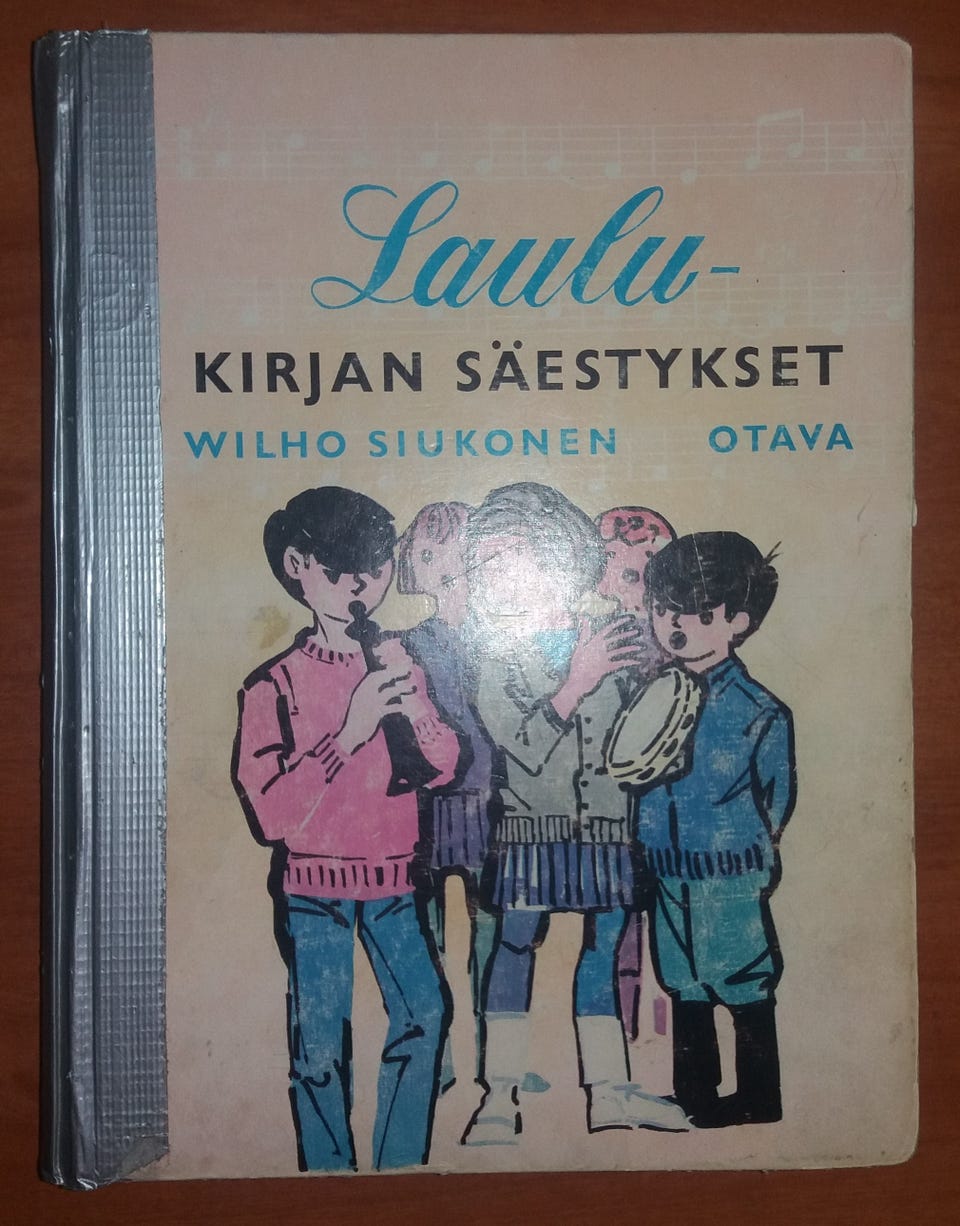 Laulu-
KIRJAN SÄESTYKSET
WILHO SIUKONEN OTAVA